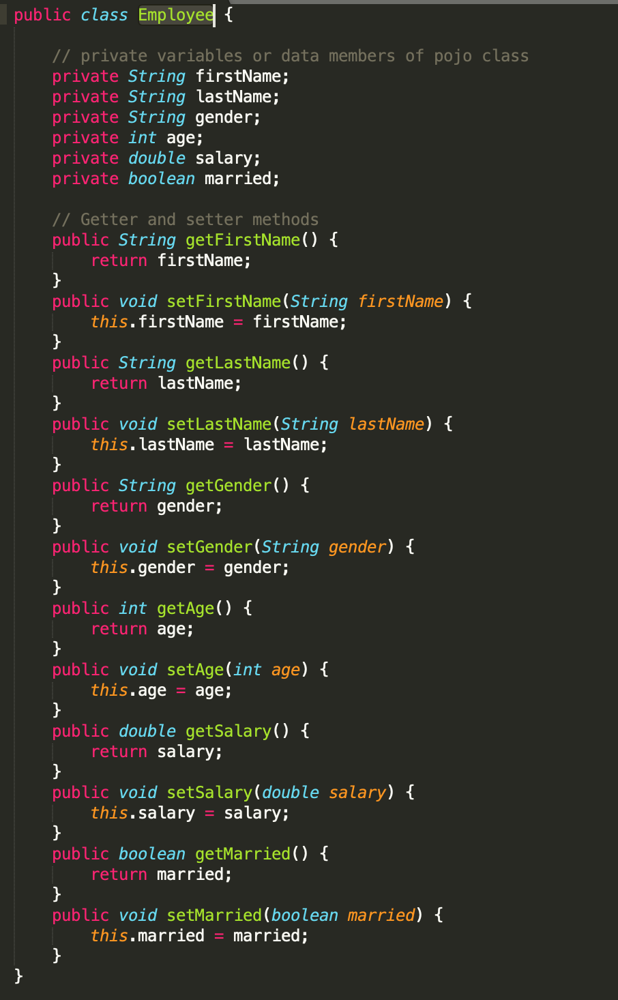 public class Employee {
// private variables or data members of pojo class
private String firstName;
private String lastName;
private String gender;
private int age;
private double salary;
private boolean married;
// Getter and setter methods
public String getFirstName() {
return firstName;
}
public void setFirstName(String firstName) {
this.firstName = firstName;
}
public String getLastName() {
return lastName;
}
public void setLastName(String lastName) {
this.lastName = lastName;
}
public String getGender() {
return gender;
}
public void setGender(String gender) {
this.gender = gender;
}
public int getAge() {
return age;
}
public void setAge(int age) {
this.age = age;
}
public double getSalary() {
return salary;
}
public void setSalary(double salary) {
this.salary = salary;
}
public boolean getMarried() {
return married;
}
public void setMarried(boolean married) {
this.married = married;
}
}